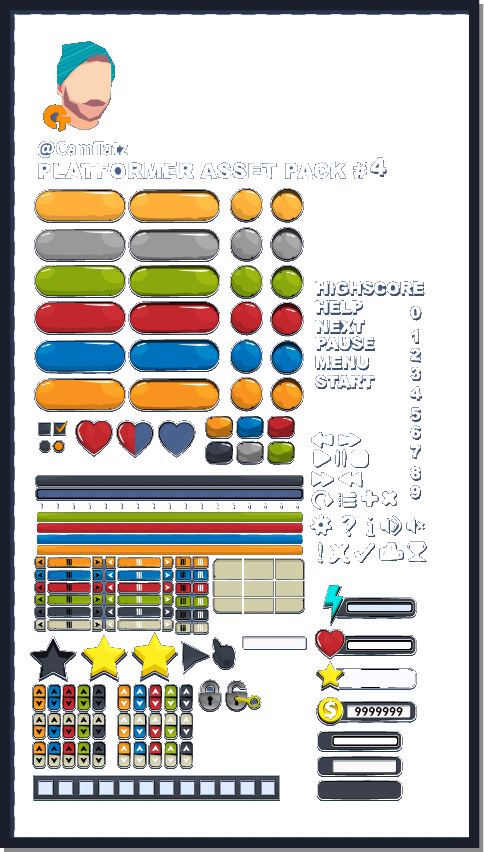 @CamTatz
PLATFORMER ASSET PACK #4
HIGHSCORE
HELP
NEXT
PAUSE
MENU
START
0
1
2
3
4
5
6
7
8
9
$ 9999999